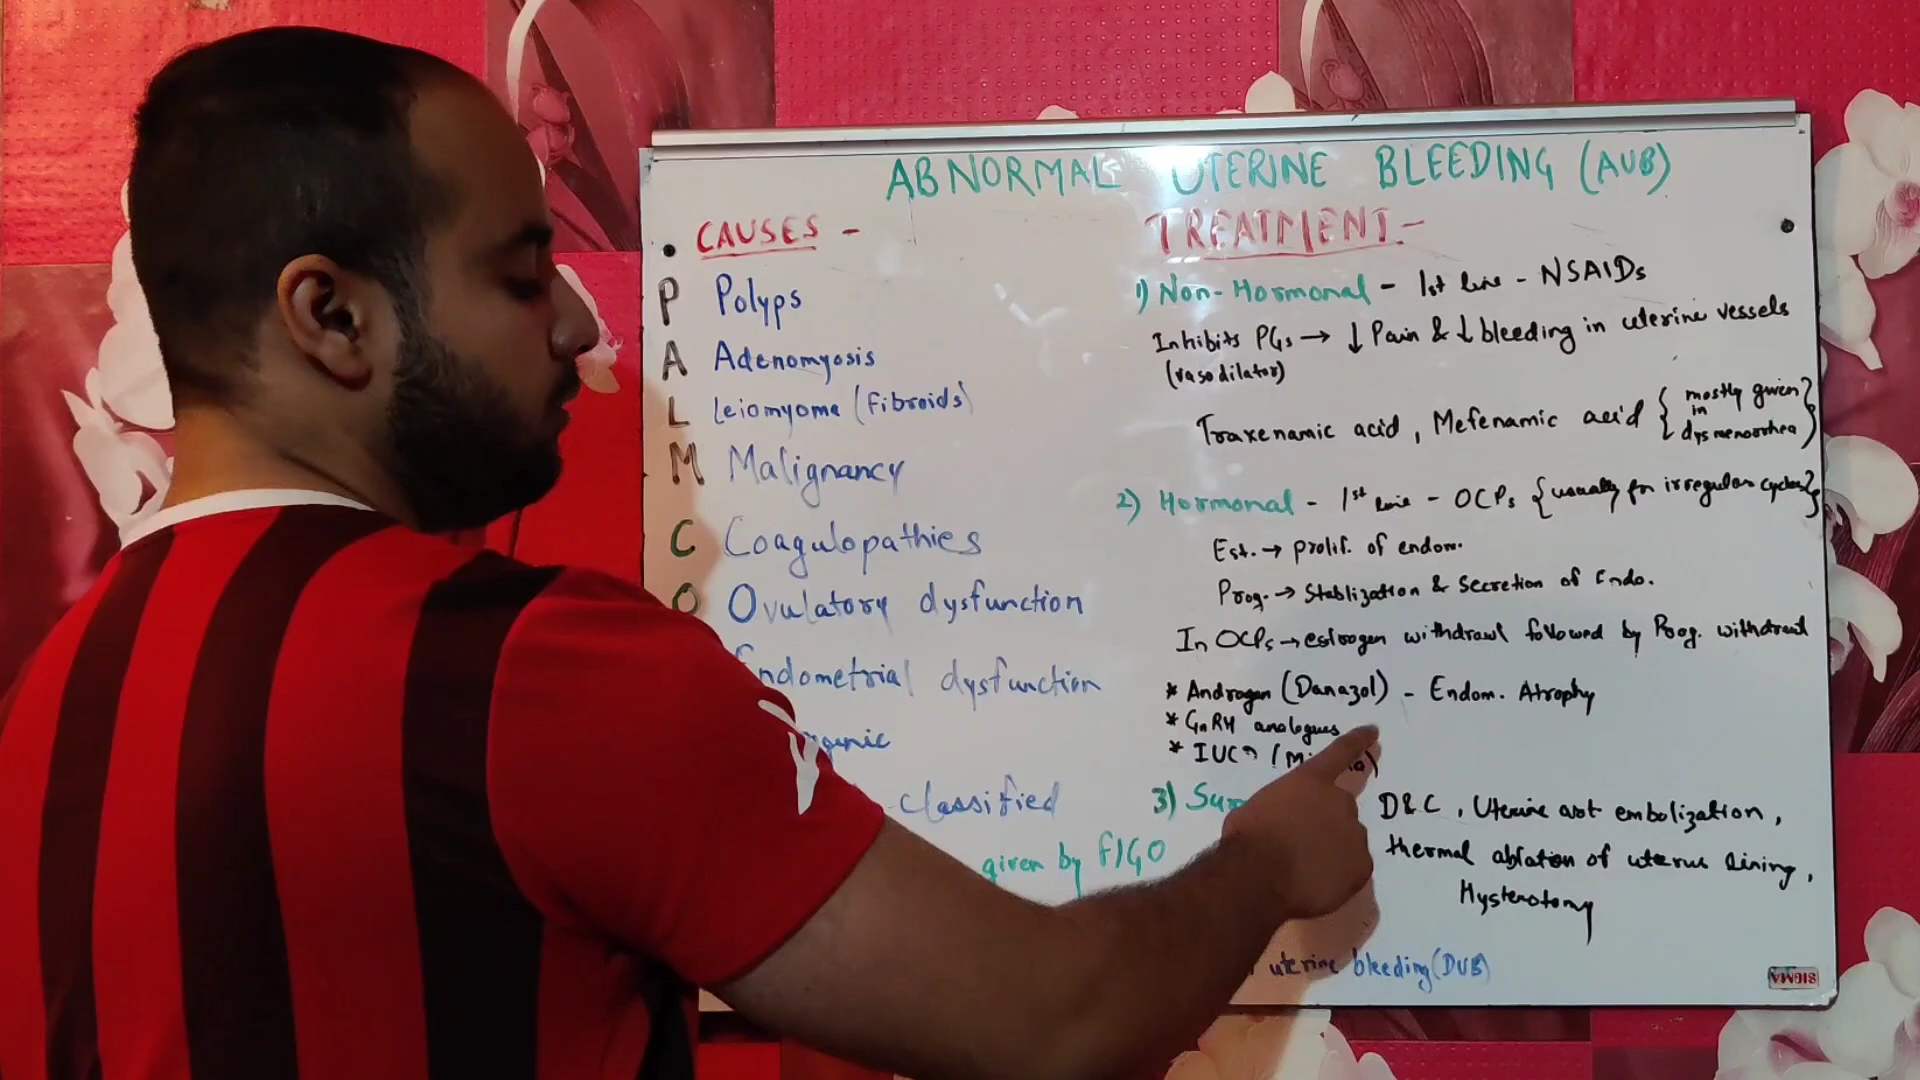 ABNORMAL UTERINE BLEEDING (AUB)
• CAUSES -
P Polyps
A Adenomyosis
L Leiomyoma (Fibroids)
M Malignancy
C Coagulopathies
O Ovulatory dysfunction
Endometrial dysfunction
genic
classified
given by FIGO
TREATMENT:-
1) Non-Hormonal - 1st line - NSAIDs
Inhibits PGs → ↓ Pain & ↓ bleeding in uterine vessels
(vasodilator)
Traxenamic acid, Mefenamic acid { mostly given in dysmenorrhea }
2) Hormonal - 1st line - OCPs {usually for irregular cycles}
Est. → prolif. of endom.
Prog. → Stablization & Secretion of Endo.
In OCPs → estrogen withdrawl followed by Prog. withdrawl
* Androgen (Danazol) - Endom. Atrophy
* GnRH analogues
* IUC
3) Su
D&C, Uterine art embolization,
thermal ablation of uterus lining,
Hysterotomy
uterine bleeding (DUB)
SIGMA